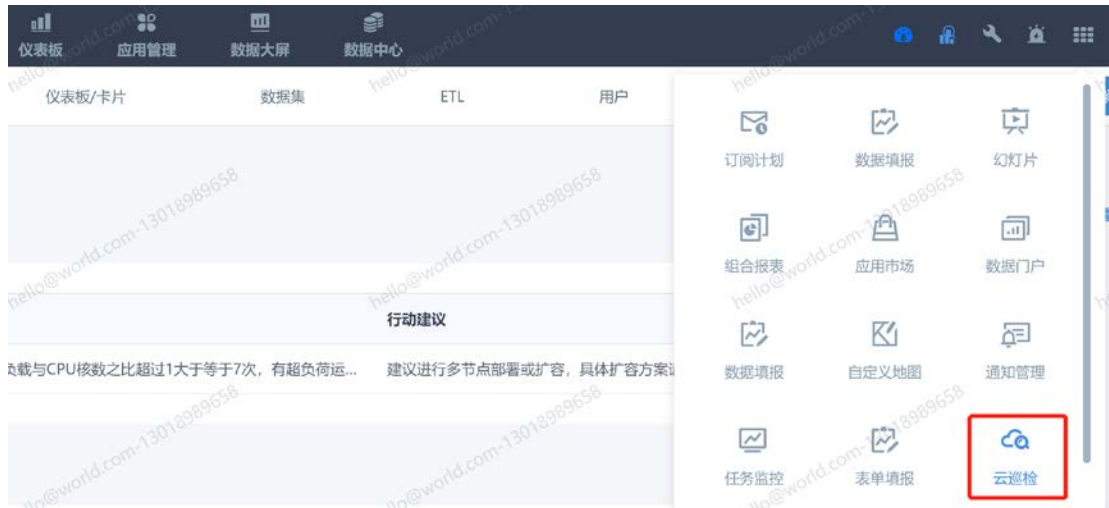 仪表板 应用管理 数据大屏 数据中心
仪表板/卡片 数据集 ETL 用户
订阅计划 数据填报 幻灯片
组合报表 应用市场 数据门户
行动建议
负载与CPU核数之比超过1大于等于7次，有超负荷运... 建议进行多节点部署或扩容，具体扩容方案
数据填报 自定义地图 通知管理
任务监控 表单填报 云巡检
hello@world.com-13018989658